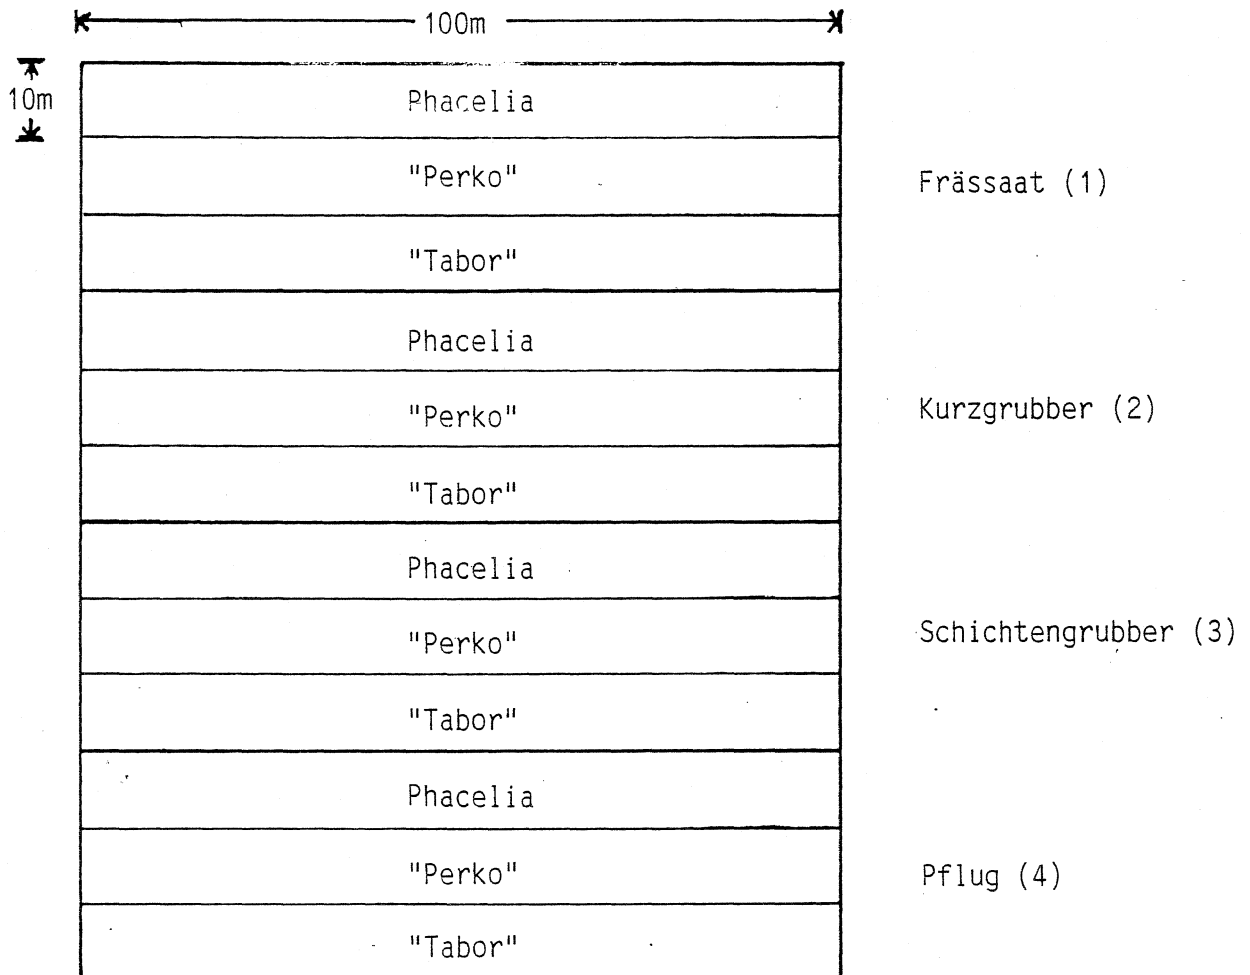 100m
10m
Phacelia
"Perko"
Frässaat (1)
"Tabor"
Phacelia
"Perko"
Kurzgrubber (2)
"Tabor"
Phacelia
"Perko"
Schichtengrubber (3)
"Tabor"
Phacelia
"Perko"
Pflug (4)
"Tabor"